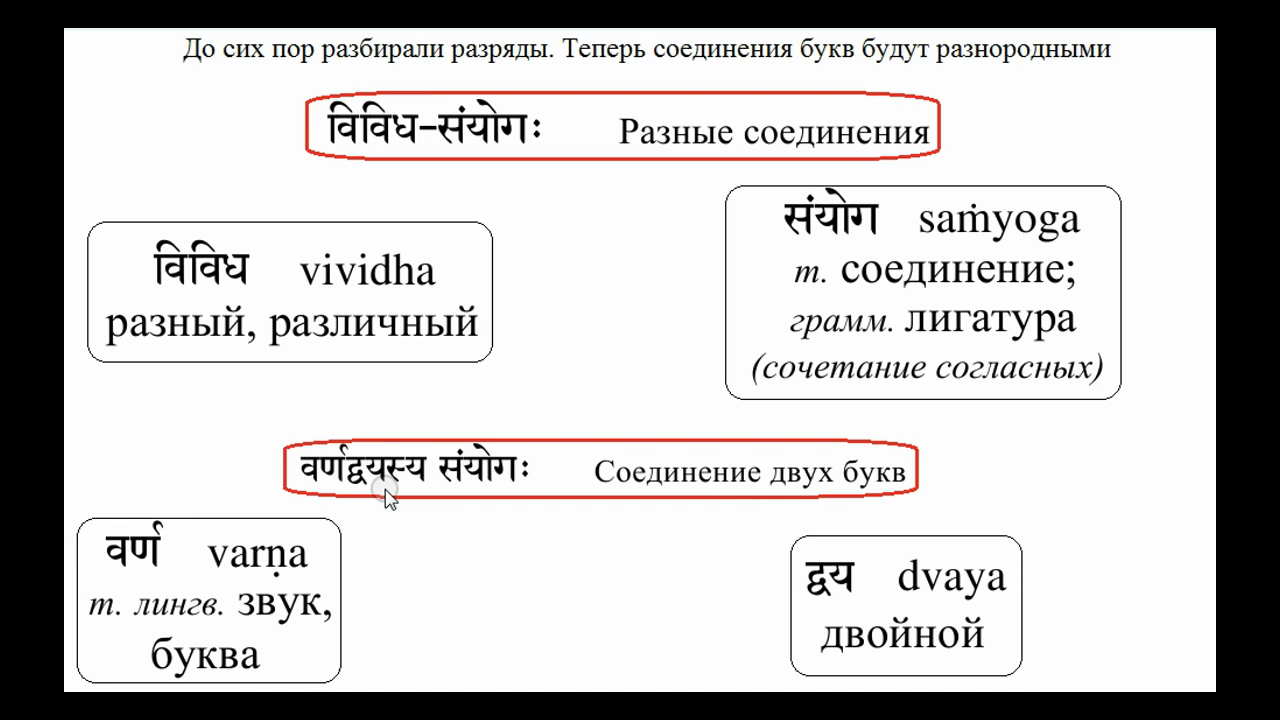 До сих пор разбирали разряды. Теперь соединения букв будут разнородными
विविध-संयोगः Разные соединения
विविध vividha
разный, различный
संयोग saṁyoga
т. соединение;
грамм. лигатура
(сочетание согласных)
वर्णद्वयस्य संयोगः Соединение двух букв
वर्ण varṇa
т. лингв. звук,
буква
द्वय dvaya
двойной